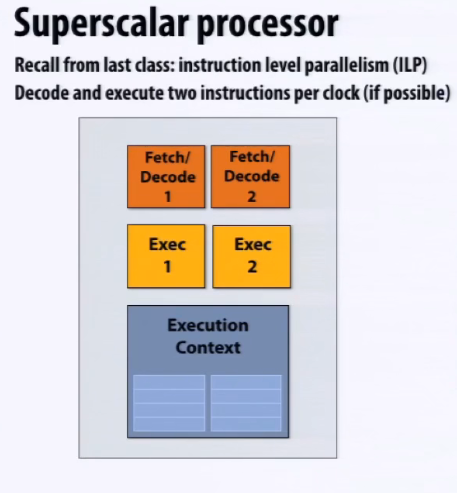 Superscalar processor
Recall from last class: instruction level parallelism (ILP)
Decode and execute two instructions per clock (if possible)
Fetch/
Decode
1
Fetch/
Decode
2
Exec
1
Exec
2
Execution
Context